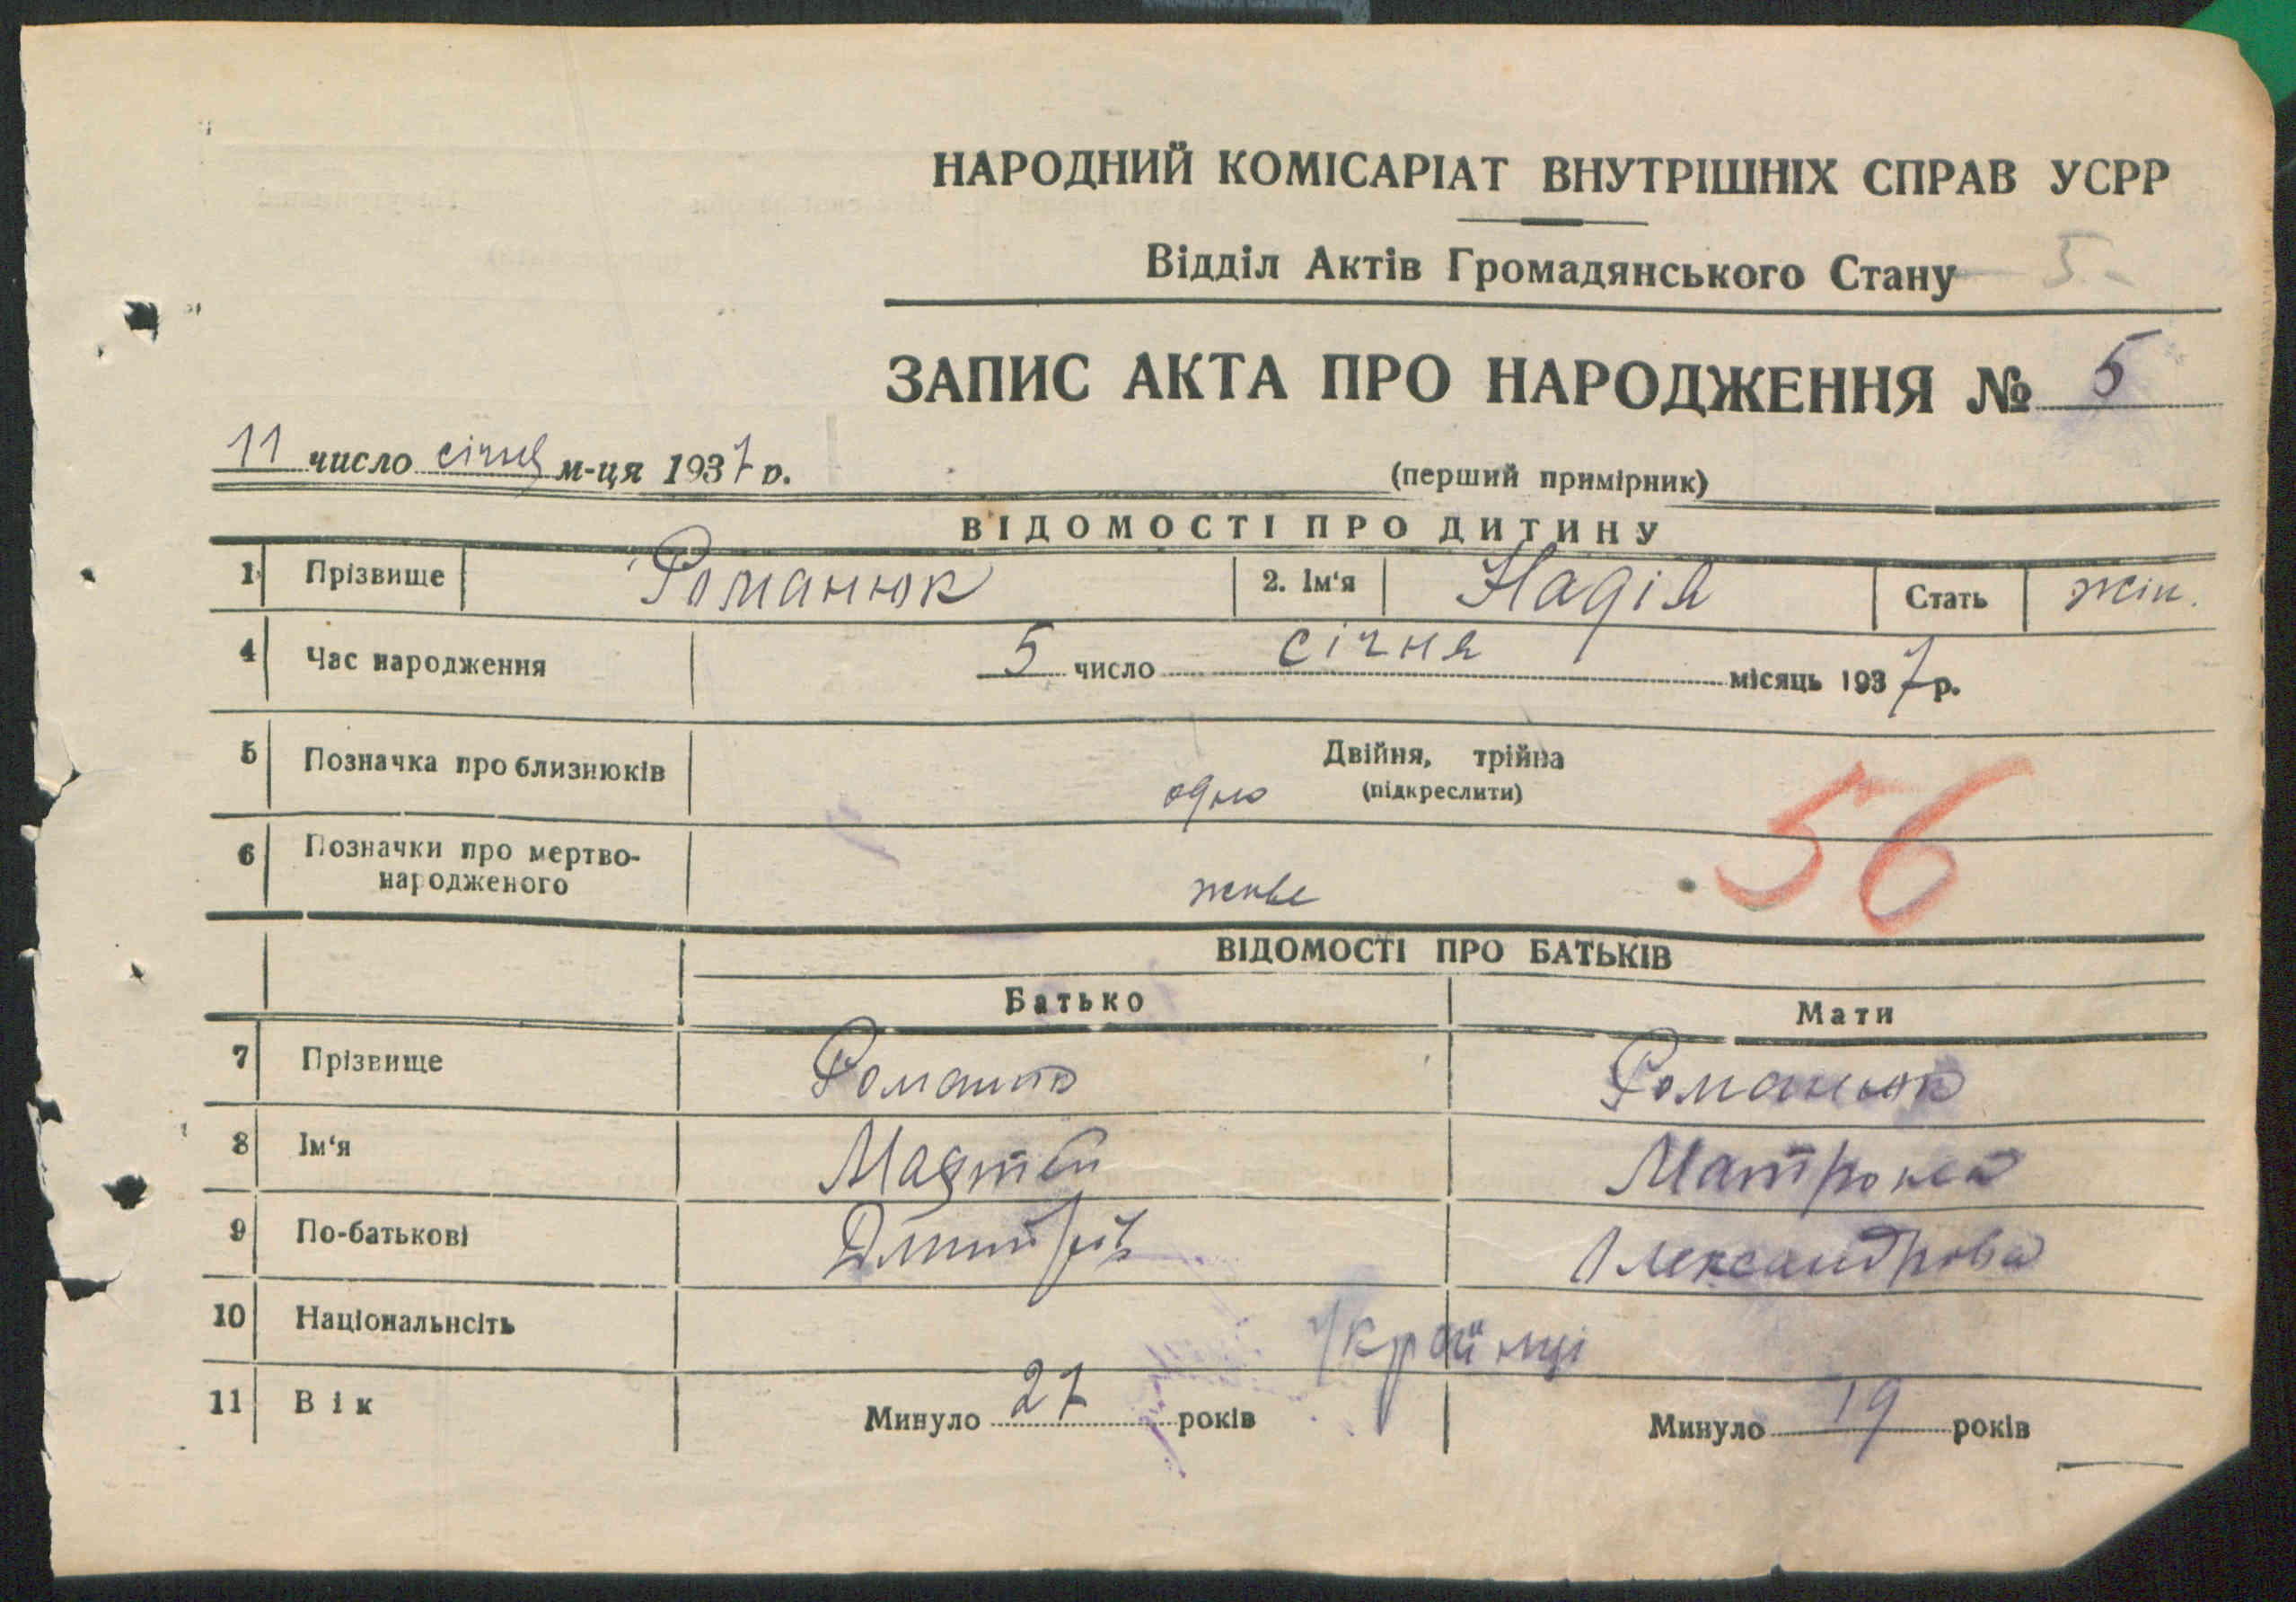 НАРОДНИЙ КОМІСАРІАТ ВНУТРІШНІХ СПРАВ УСРР
Відділ Актів Громадянського Стану 5-
ЗАПИС АКТА ПРО НАРОДЖЕННЯ № 5
11 число січня м-ця 1937 р.
(перший примірник)
ВІДОМОСТІ ПРО ДИТИНУ
1 Прізвище Романюк 2. Ім'я Надія Стать жін.
4 Час народження 5 число січня місяць 1937 р.
5 Позначка про близнюків одно Двійня, трійна
(підкреслити)
56
6 Позначки про мертво-
народженого живе
ВІДОМОСТІ ПРО БАТЬКІВ
Батько Мати
7 Прізвище Романюк Романюк
8 Ім'я Матрона
9 По-батькові Олександрова
10 Національнсіть Українці
11 Вік Минуло 27 років Минуло 19 років